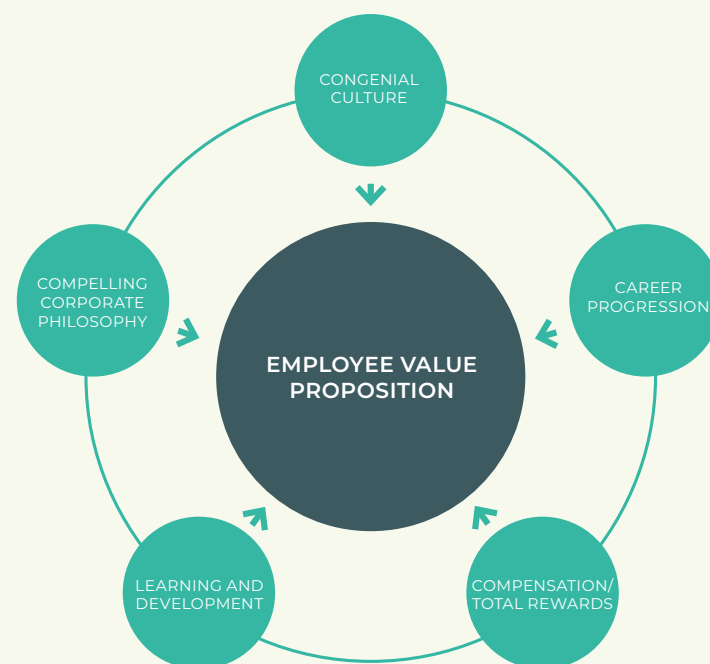 CONGENIAL
CULTURE
COMPELLING
CORPORATE
PHILOSOPHY
CAREER
PROGRESSION
EMPLOYEE VALUE
PROPOSITION
LEARNING AND
DEVELOPMENT
COMPENSATION/
TOTAL REWARDS